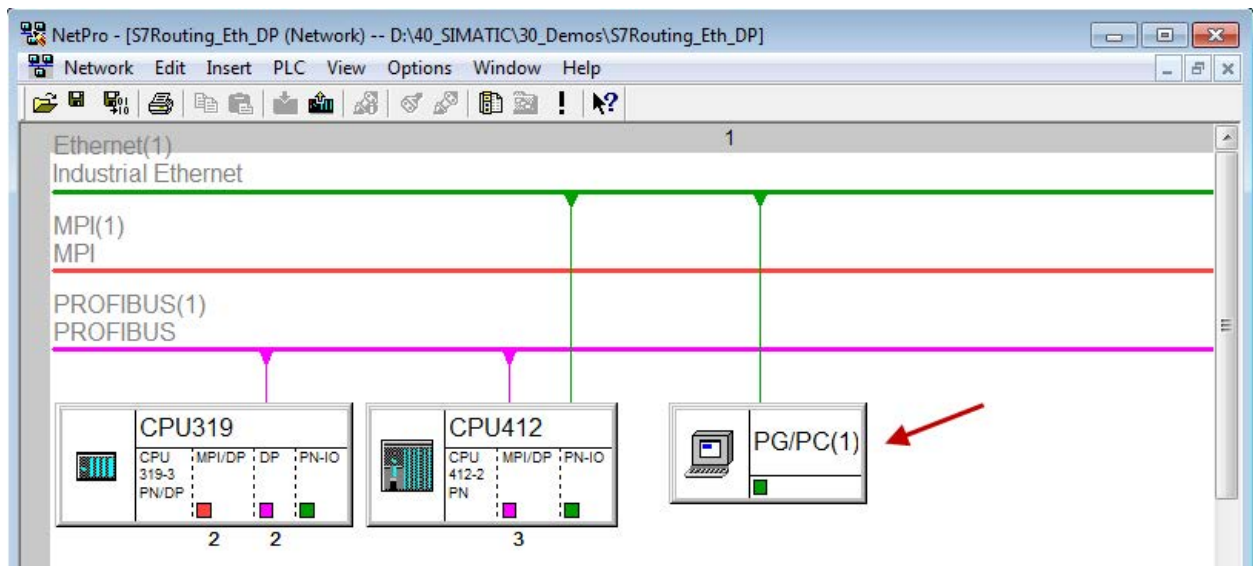 NetPro - [S7Routing_Eth_DP (Network) -- D:\40_SIMATIC\30_Demos\S7Routing_Eth_DP]
Network Edit Insert PLC View Options Window Help
1
Ethernet(1)
Industrial Ethernet
MPI(1)
MPI
PROFIBUS(1)
PROFIBUS
CPU319
CPU
319-3
PN/DP
MPI/DP
DP
PN-IO
2
2
CPU412
CPU
412-2
PN
MPI/DP
PN-IO
3
PG/PC(1)